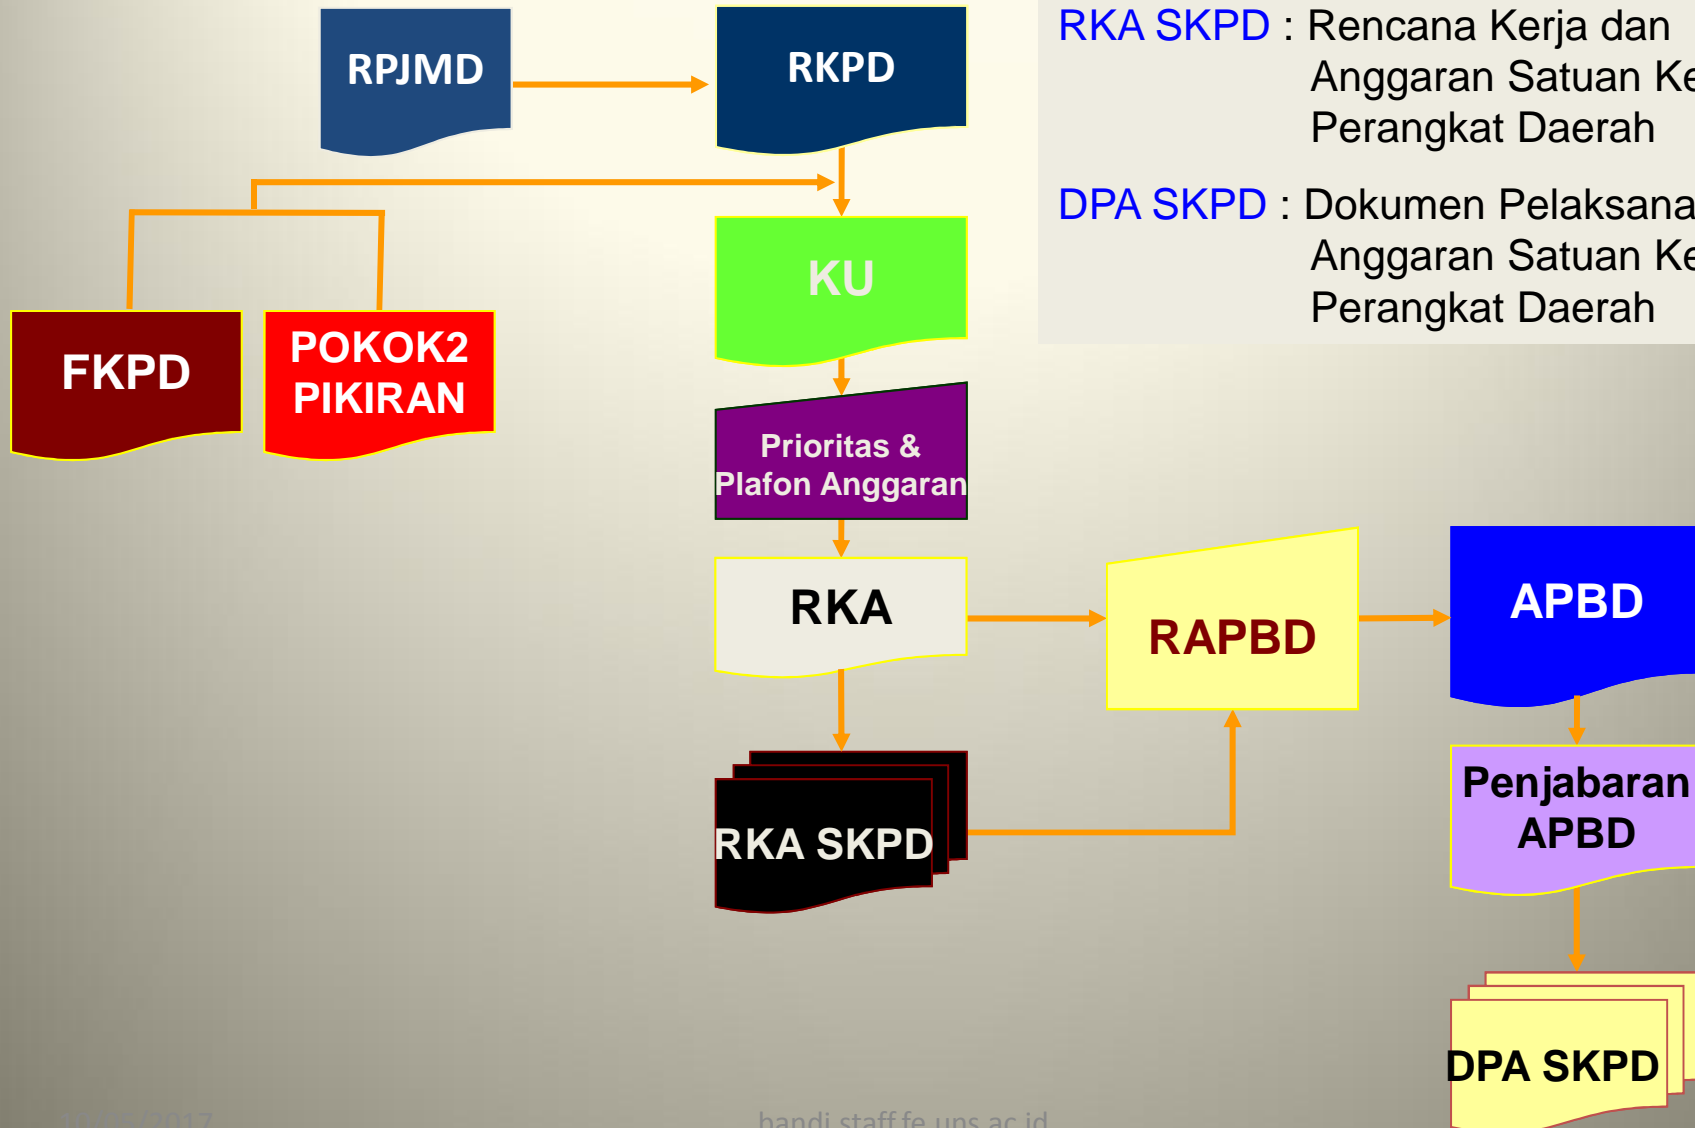 RPJMD
RKPD
RKA SKPD : Rencana Kerja dan
Anggaran Satuan Ke
Perangkat Daerah
DPA SKPD : Dokumen Pelaksana
Anggaran Satuan Ke
Perangkat Daerah
KU
FKPD
POKOK2
PIKIRAN
Prioritas &
Plafon Anggaran
RKA
RAPBD
APBD
RKA SKPD
Penjabaran
APBD
DPA SKPD
bandi.staff.fe.uns.ac.id